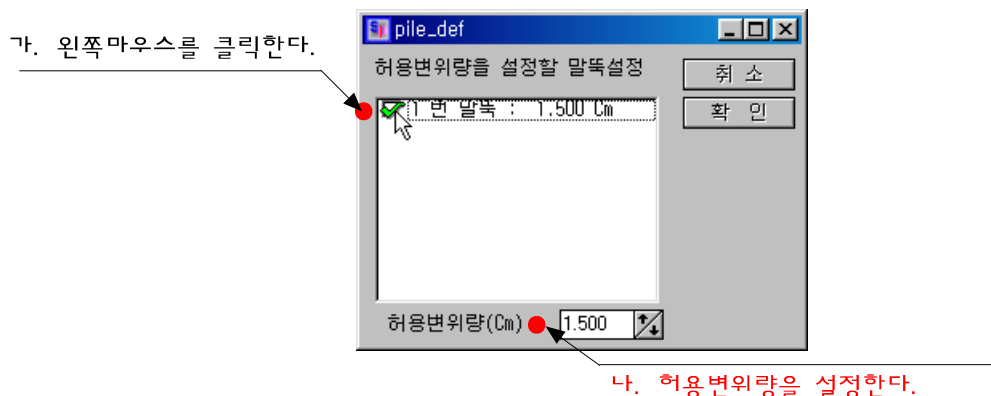 pile_def
가. 왼쪽마우스를 클릭한다.
허용변위량을 설정할 말뚝설정
취 소
1 번 말뚝 : 1.500 Cm
확 인
허용변위량(Cm) 1.500
나. 허용변위량을 설정한다.